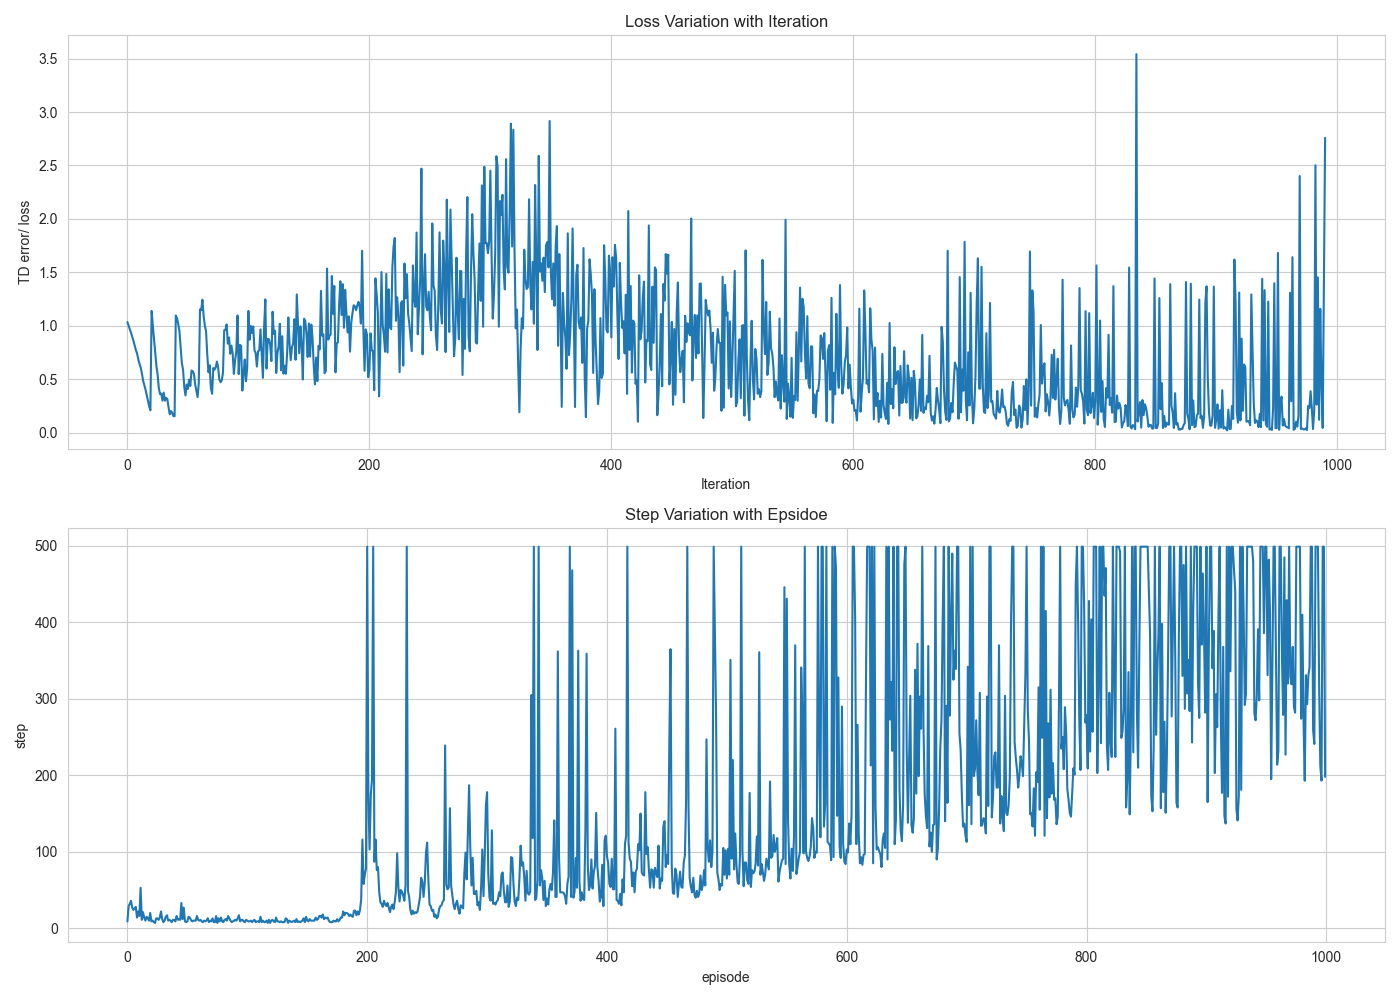 Loss Variation with Iteration
TD error/ loss
3.5
3.0
2.5
2.0
1.5
1.0
0.5
0.0
0 200 400 600 800 1000
Iteration
Step Variation with Epsidoe
step
500
400
300
200
100
0
0 200 400 600 800 1000
episode